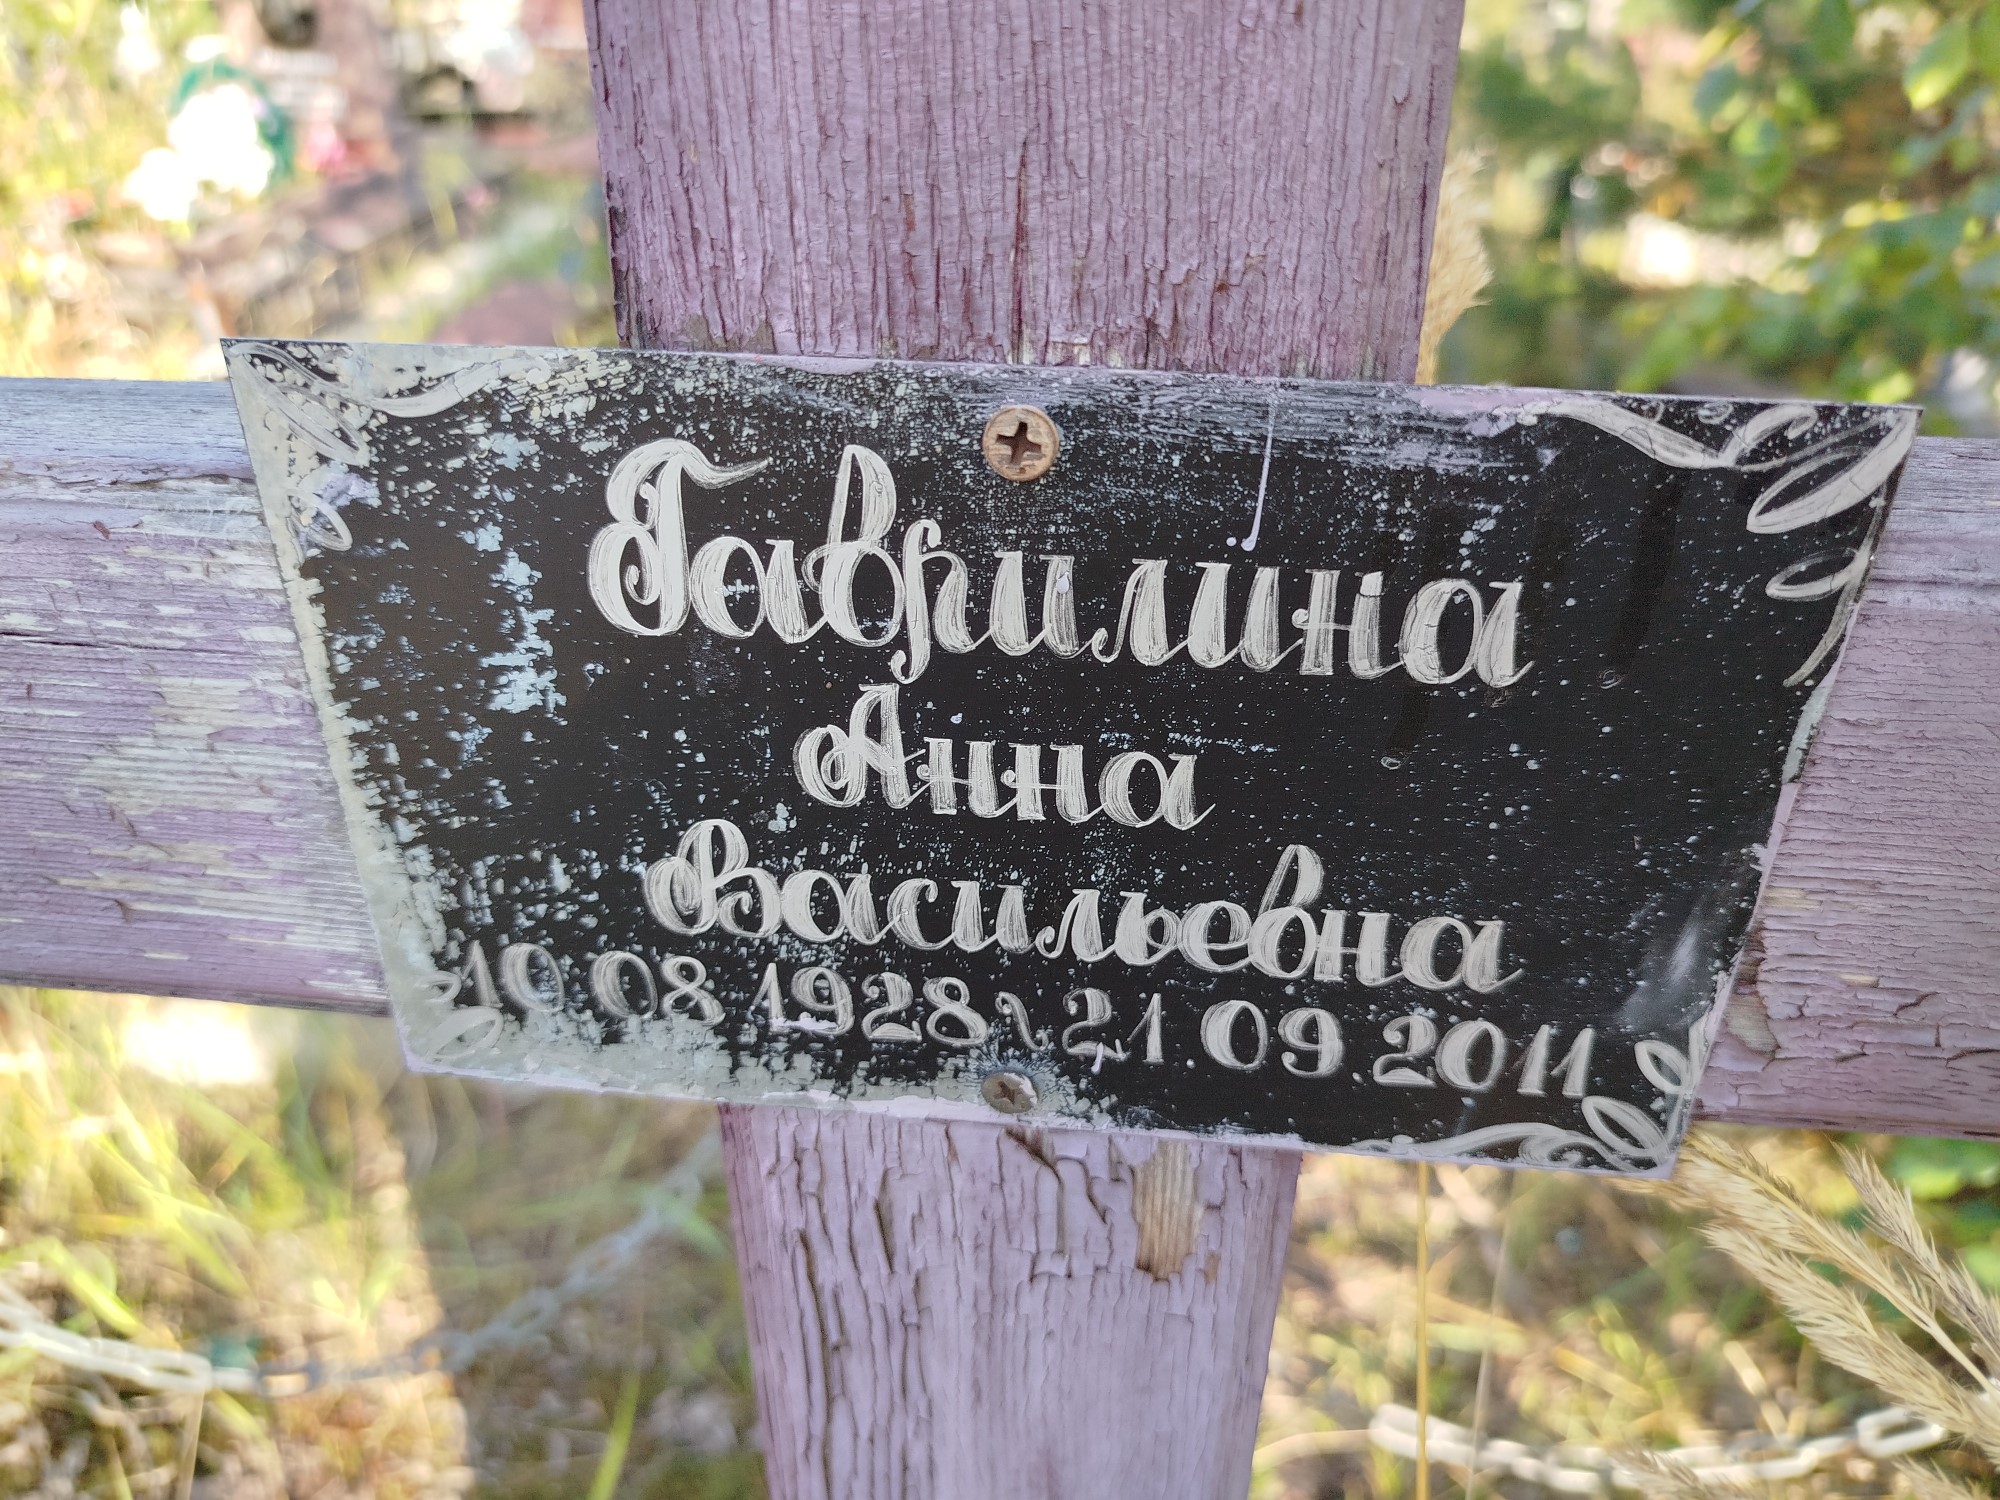 Гаврилина
Анна
Васильевна
10 08 1928 ~ 21.09.2011